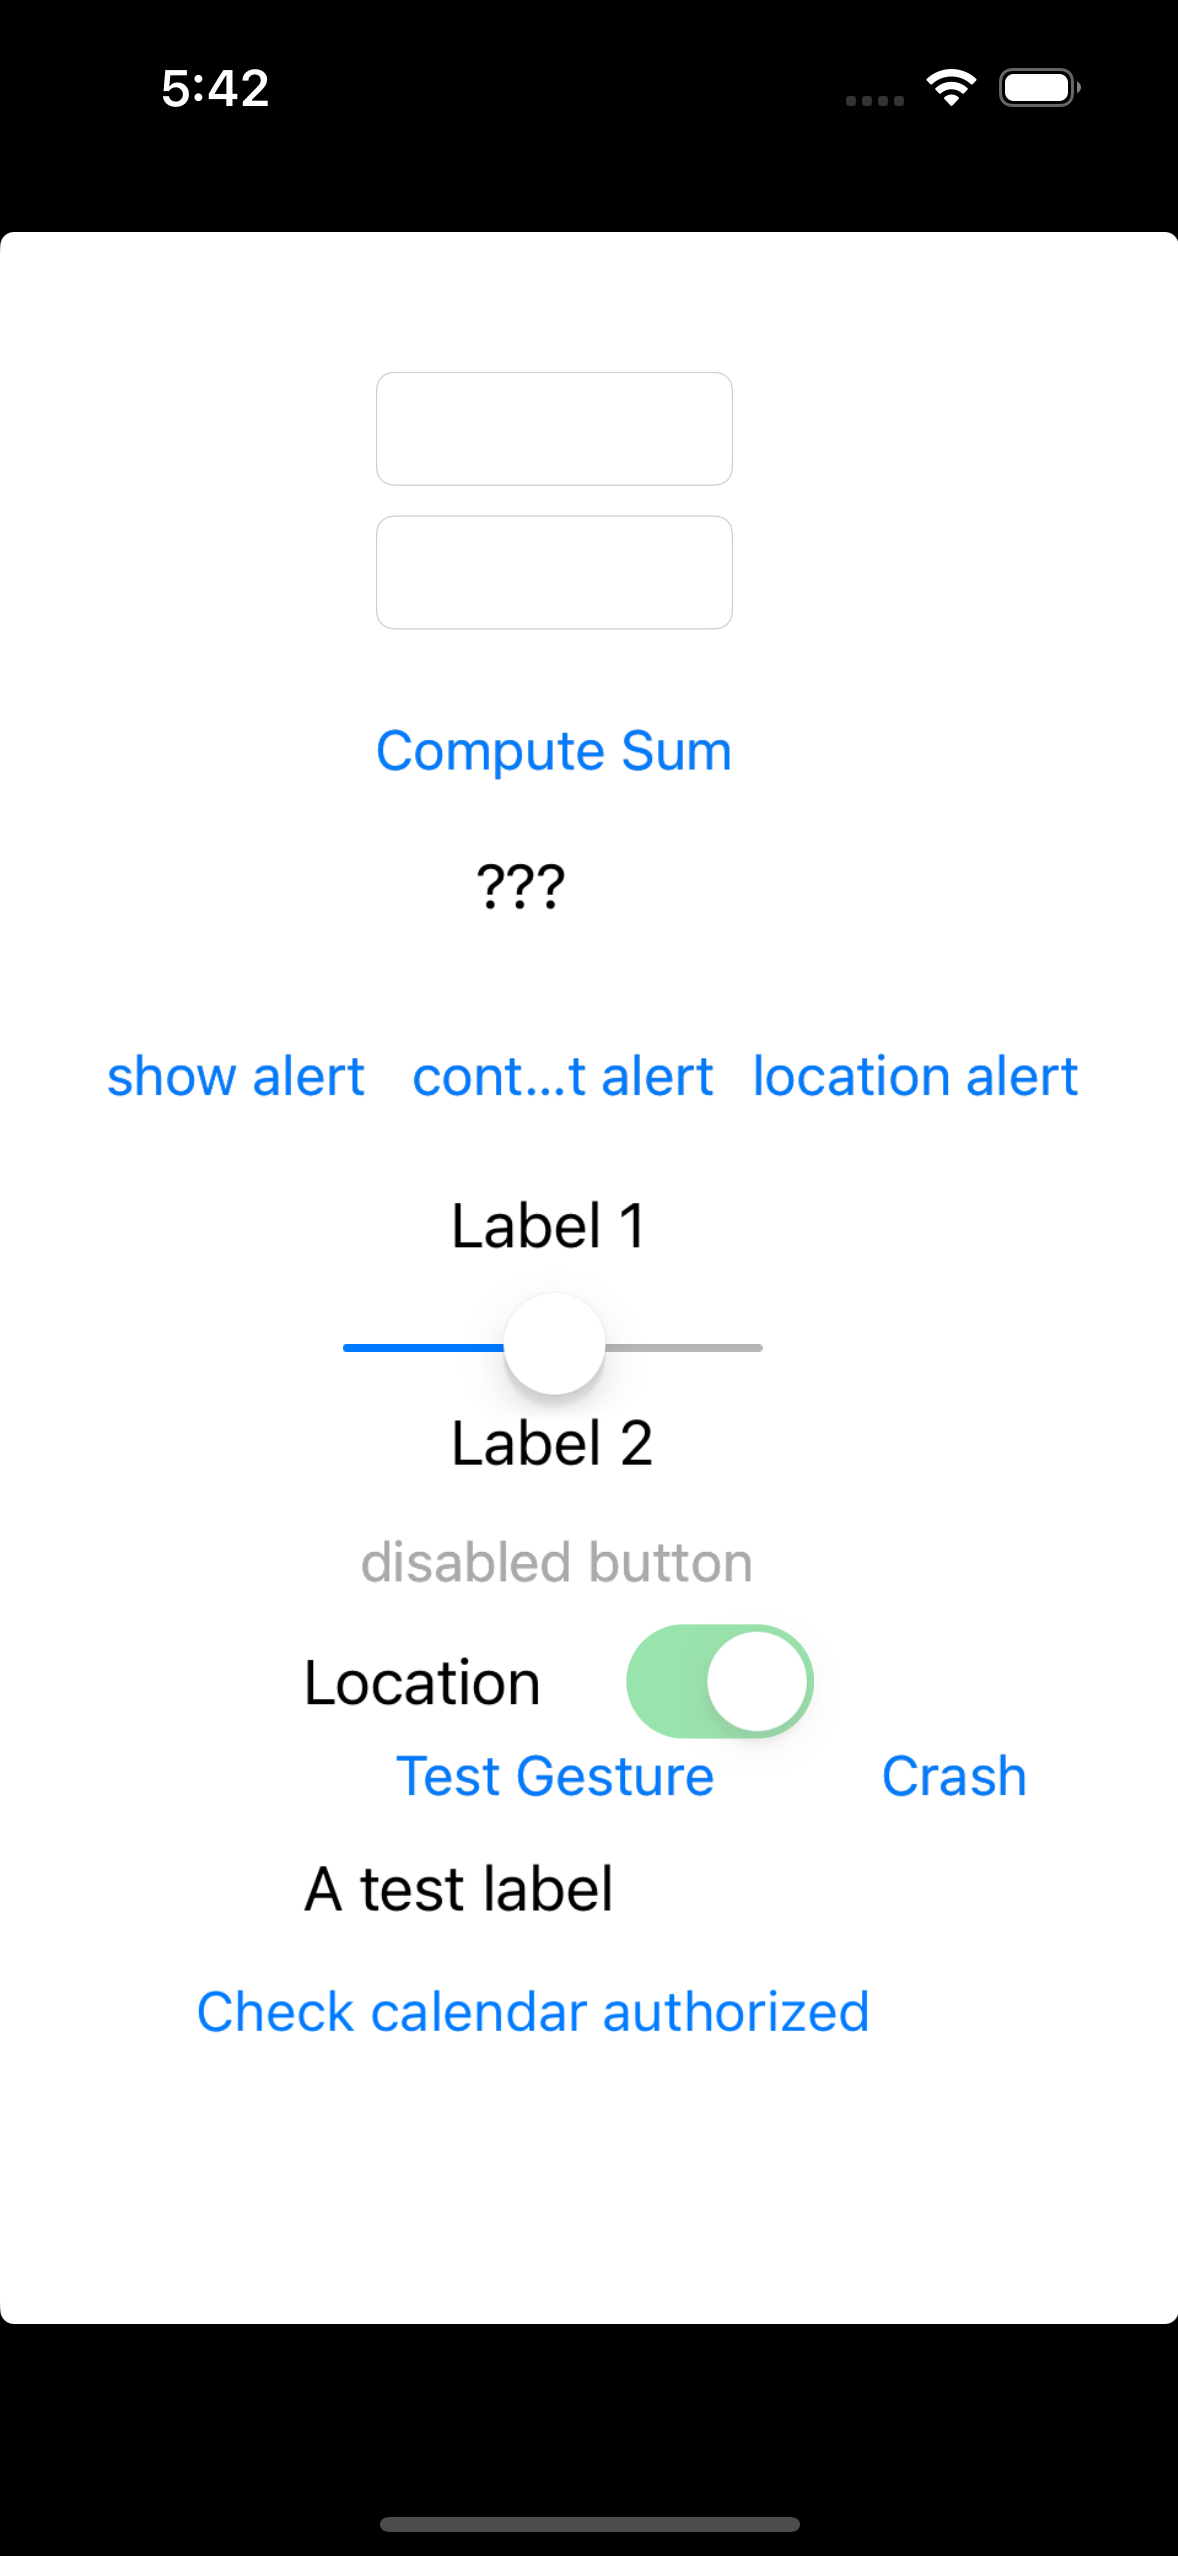 5:42
Compute Sum
???
show alert cont...t alert location alert
Label 1
Label 2
disabled button
Location
Test Gesture Crash
A test label
Check calendar authorized